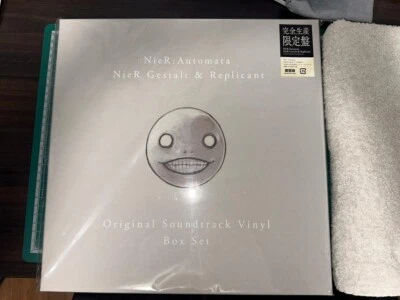 NieR:Automata
NieR Gestalt & Replicant
完全生産
限定盤
Original Soundtrack Vinyl
Box Set